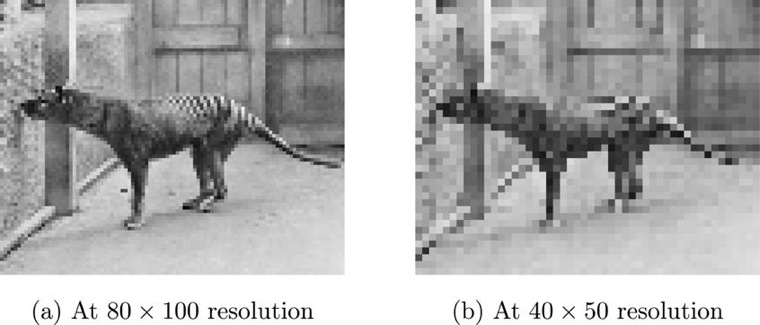 (a) At 80 × 100 resolution
(b) At 40 × 50 resolution